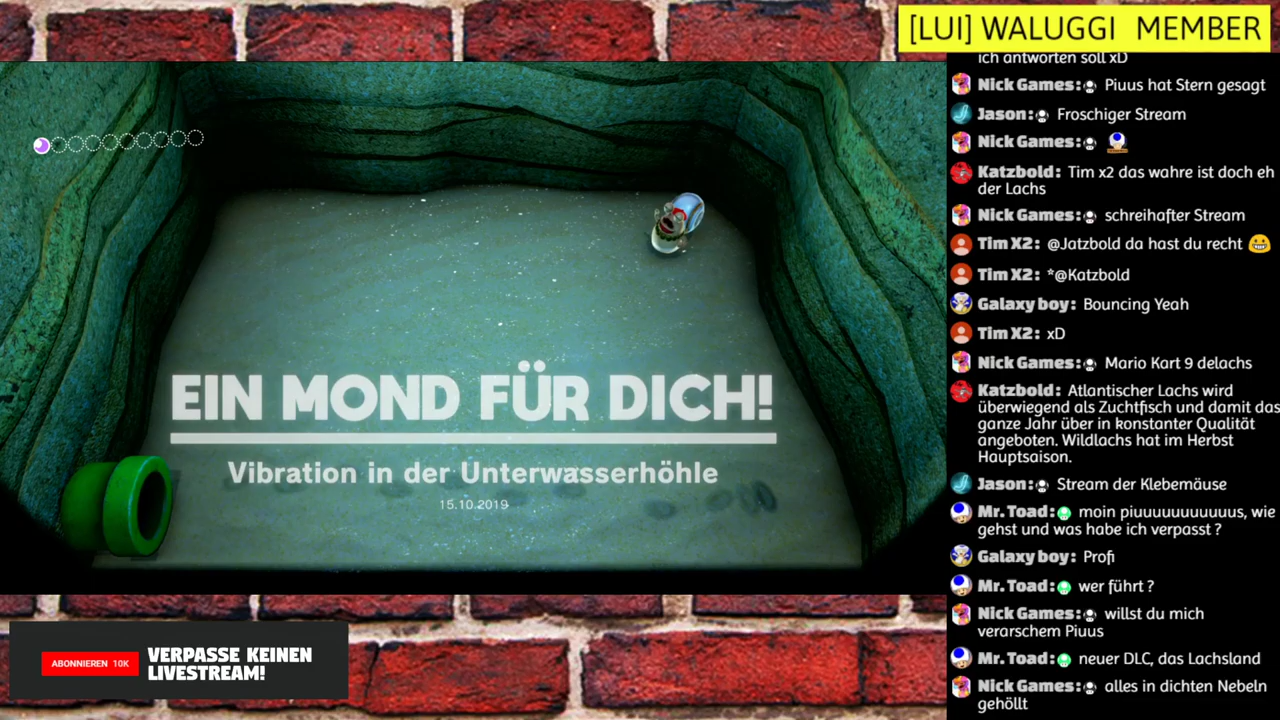 [LUI] WALUGGI MEMBER
ich antworten soll xD
Nick Games: Piuus hat Stern gesagt
Jason: Froschiger Stream
Nick Games:
Katzbold: Tim x2 das wahre ist doch eh
der Lachs
Nick Games: schreihafter Stream
Tim X2: @Jatzbold da hast du recht
Tim X2: *@Katzbold
Galaxy boy: Bouncing Yeah
Tim X2: xD
Nick Games: Mario Kart 9 delachs
Katzbold: Atlantischer Lachs wird
überwiegend als Zuchtfisch und damit das
ganze Jahr über in konstanter Qualität
angeboten. Wildlachs hat im Herbst
Hauptsaison.
Jason: Stream der Klebemäuse
Mr. Toad: moin piuuuuuuuuuus, wie
gehst und was habe ich verpasst ?
Galaxy boy: Profi
Mr. Toad: wer führt ?
Nick Games: willst du mich
verarschem Piuus
Mr. Toad: neuer DLC, das Lachsland
Nick Games: alles in dichten Nebeln
gehöllt
EIN MOND FÜR DICH!
Vibration in der Unterwasserhöhle
15.10.2019
ABONNIEREN 10K
VERPASSE KEINEN
LIVESTREAM!